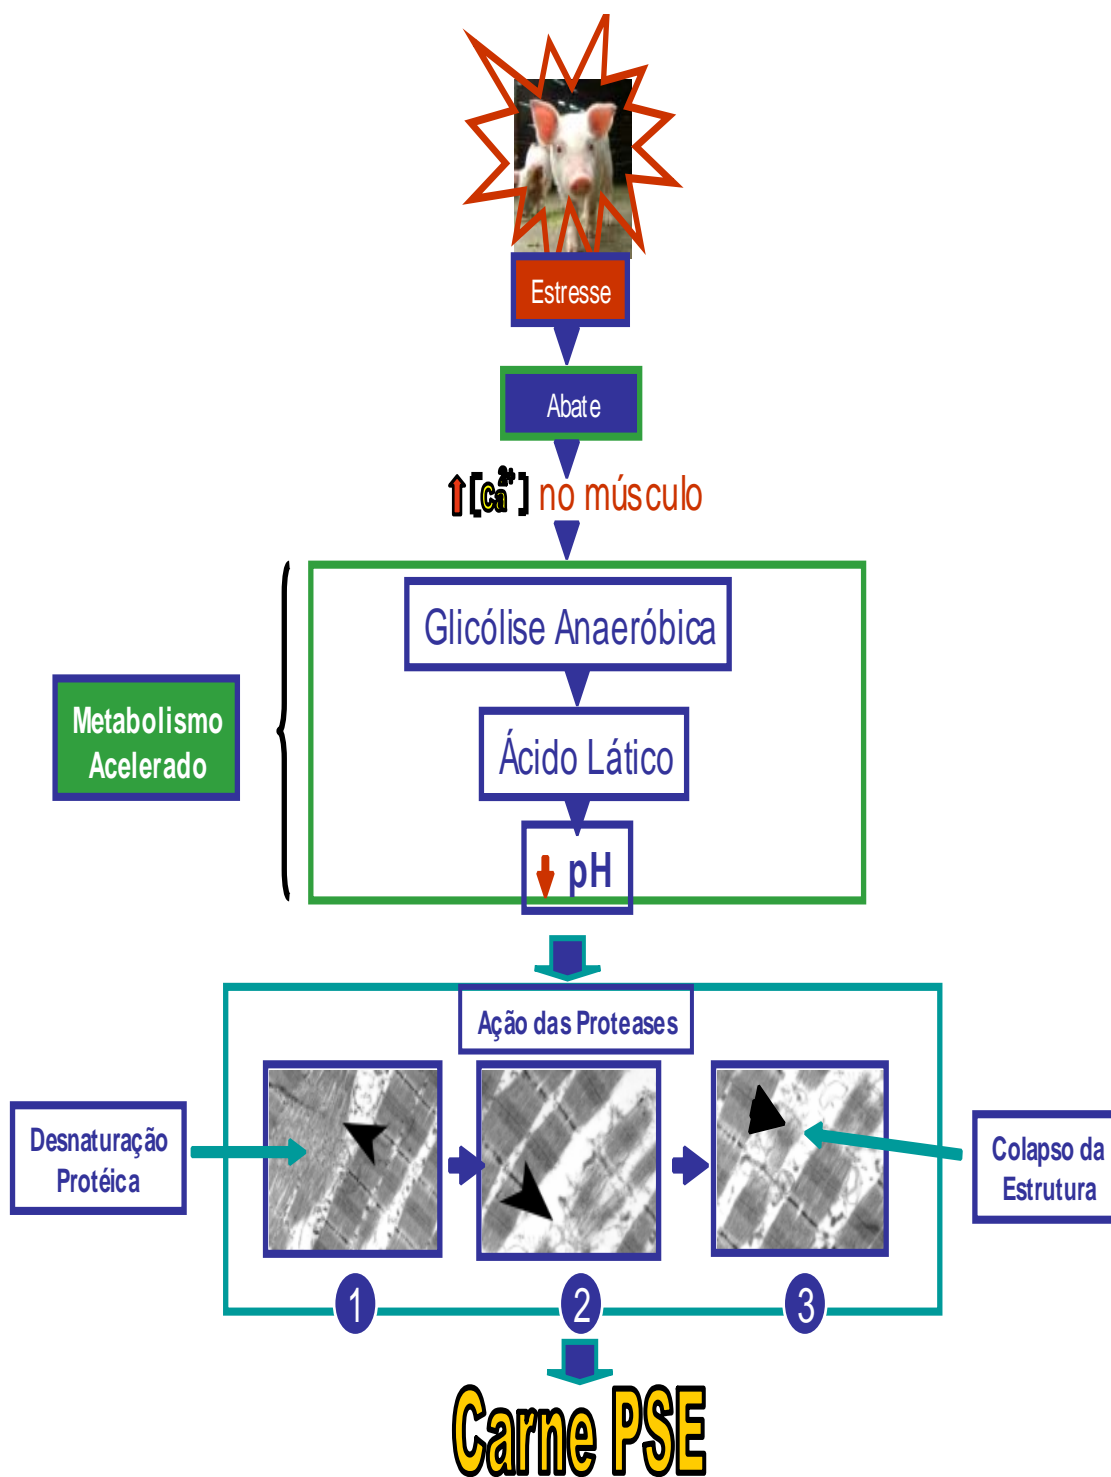 Estresse
Abate
[Ca²⁺] no músculo
Glicólise Anaeróbica
Metabolismo
Acelerado
Ácido Lático
pH
Ação das Proteases
Desnaturação
Protéica
Colapso da
Estrutura
1
2
3
Carne PSE